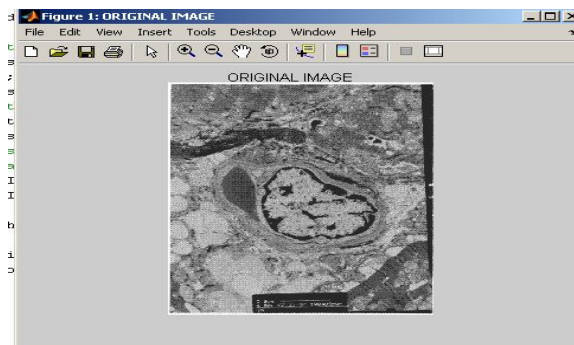 Figure 1: ORIGINAL IMAGE
File Edit View Insert Tools Desktop Window Help
ORIGINAL IMAGE